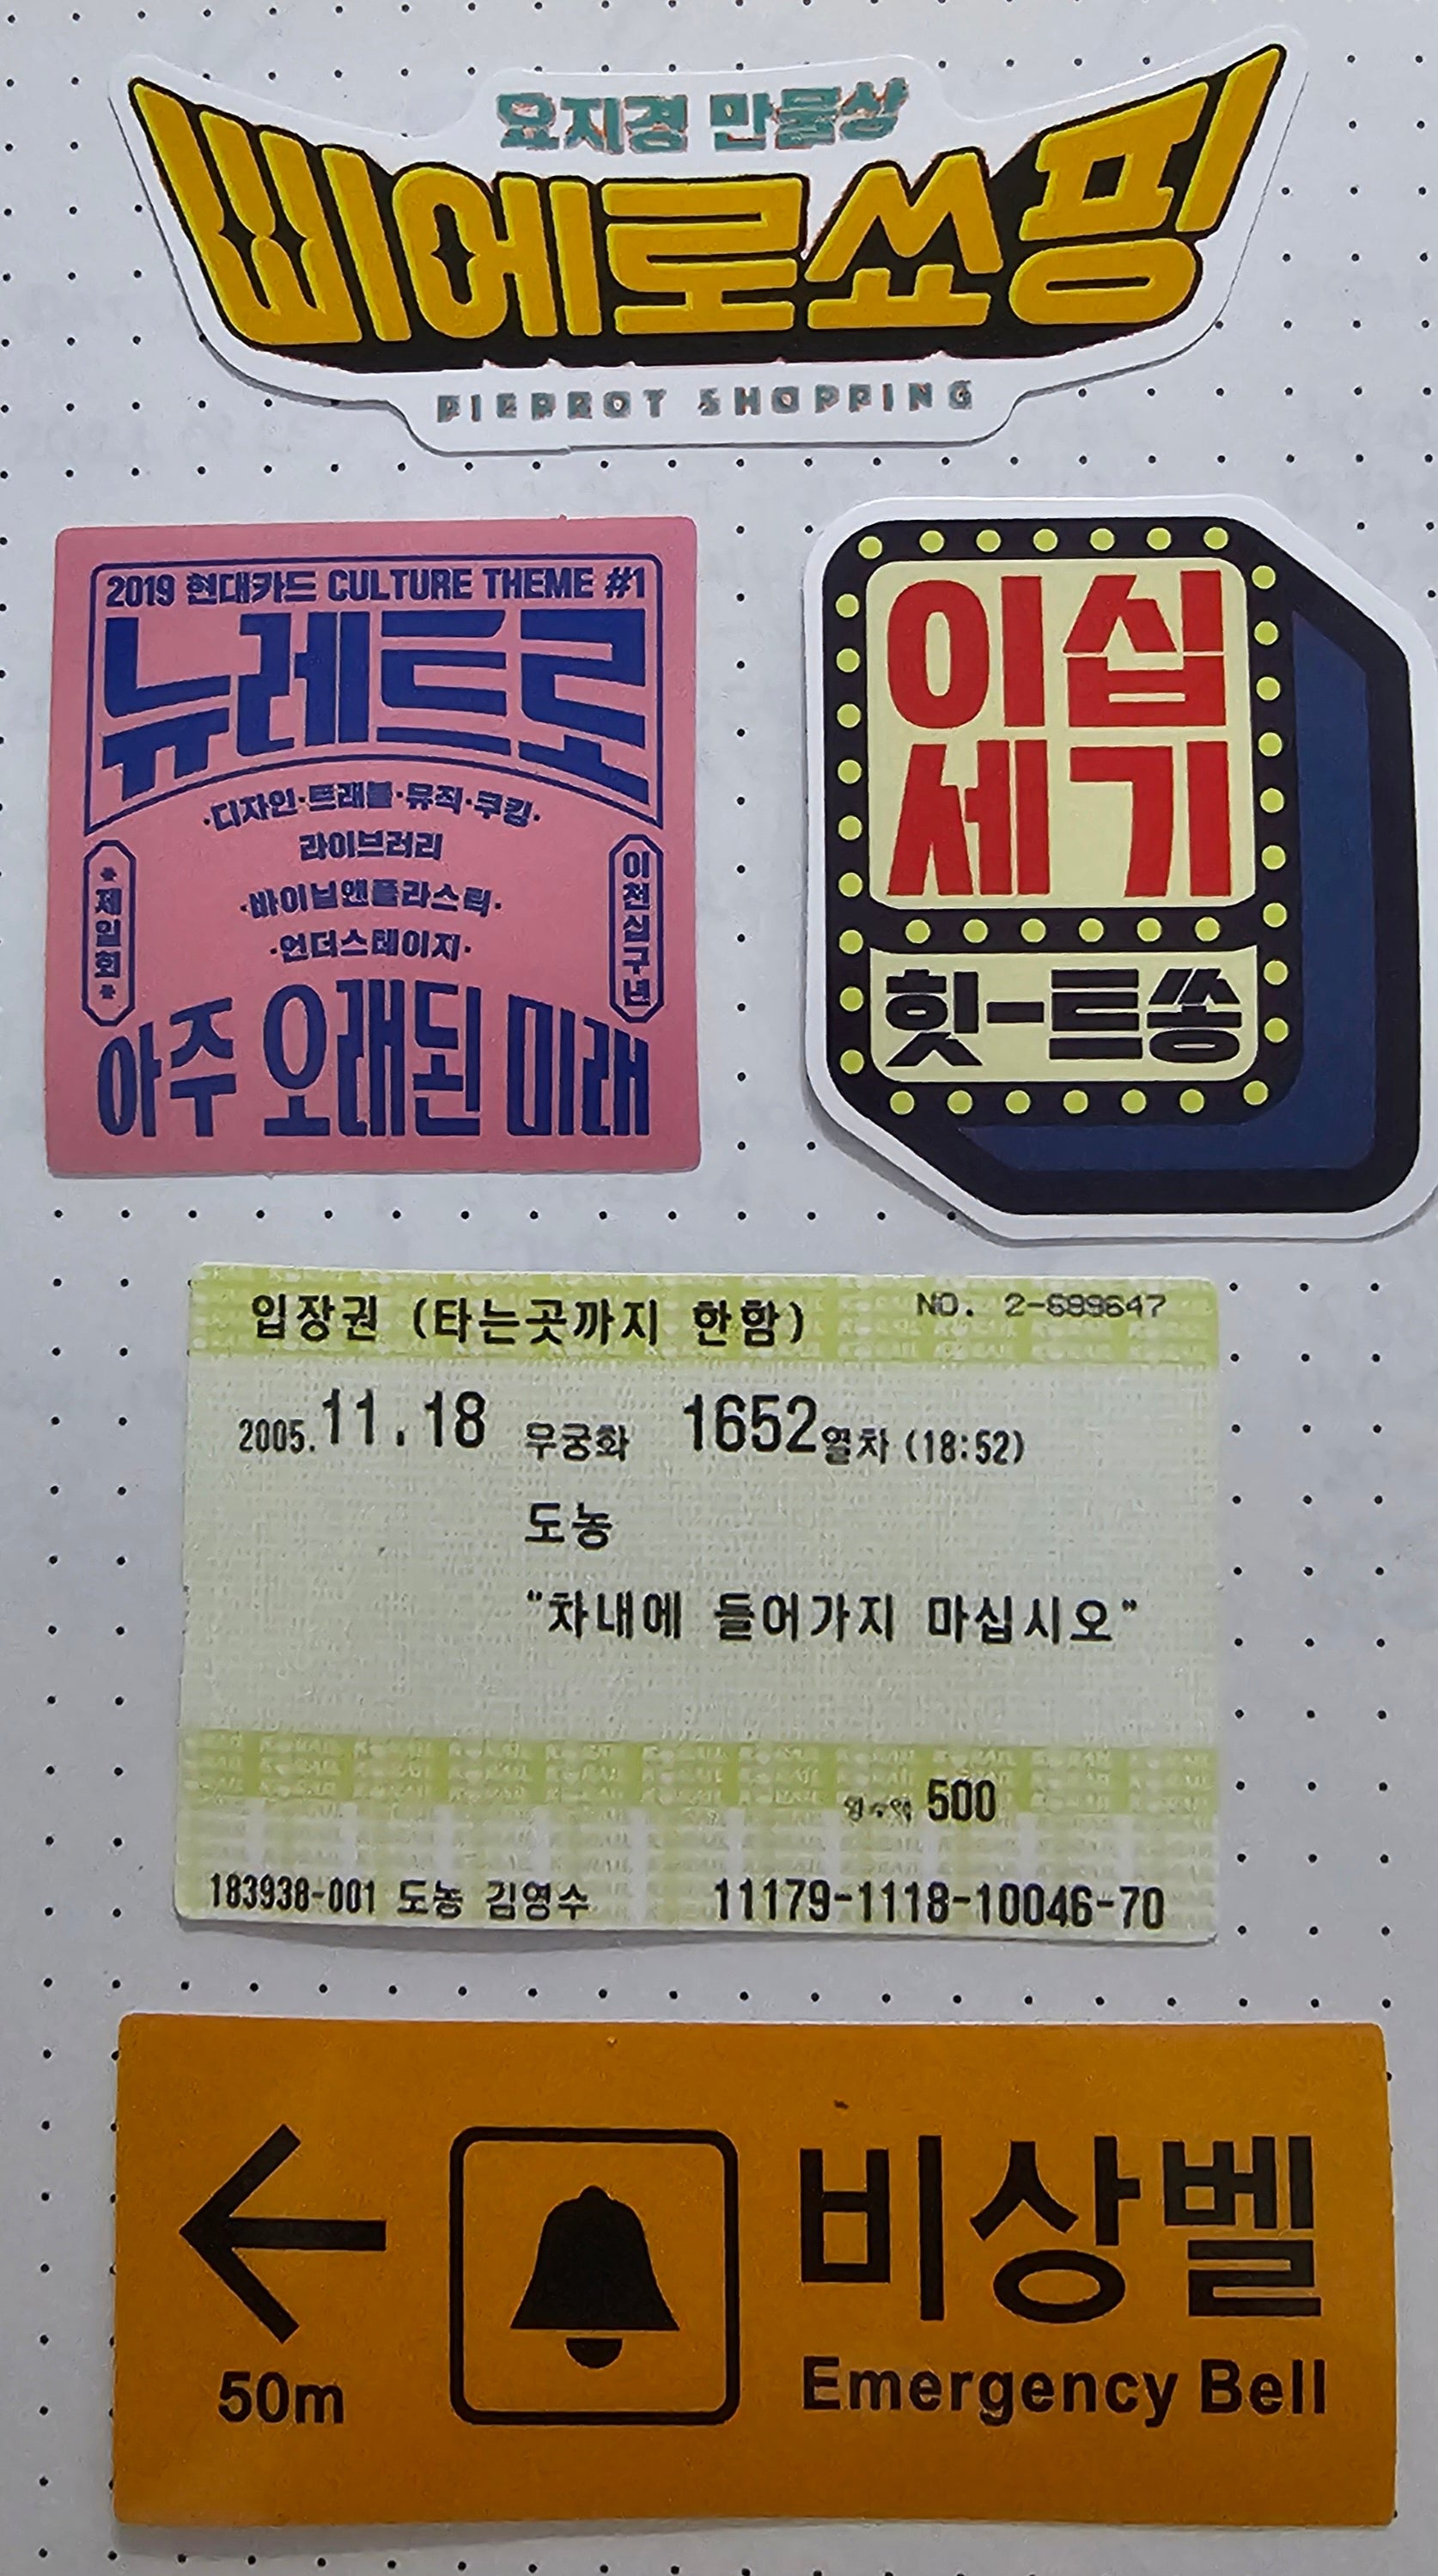 요지경 만물상
삐에로쑈핑
PIERROT SHOPPING
2019 현대카드 CULTURE THEME #1
뉴레트로
·디자인·트래블·뮤직·쿠킹·
라이브러리
·바이닐앤플라스틱·
·언더스테이지·
*제일회*
이천십구년
아주 오래된 미래
이십
세기
힛-트쏭
입장권 (타는곳까지 한함)
NO. 2-699647
2005.11.18 무궁화 1652열차 (18:52)
도농
"차내에 들어가지 마십시오"
영수액 500
183938-001 도농 김영수 11179-1118-10046-70
비상벨
50m
Emergency Bell